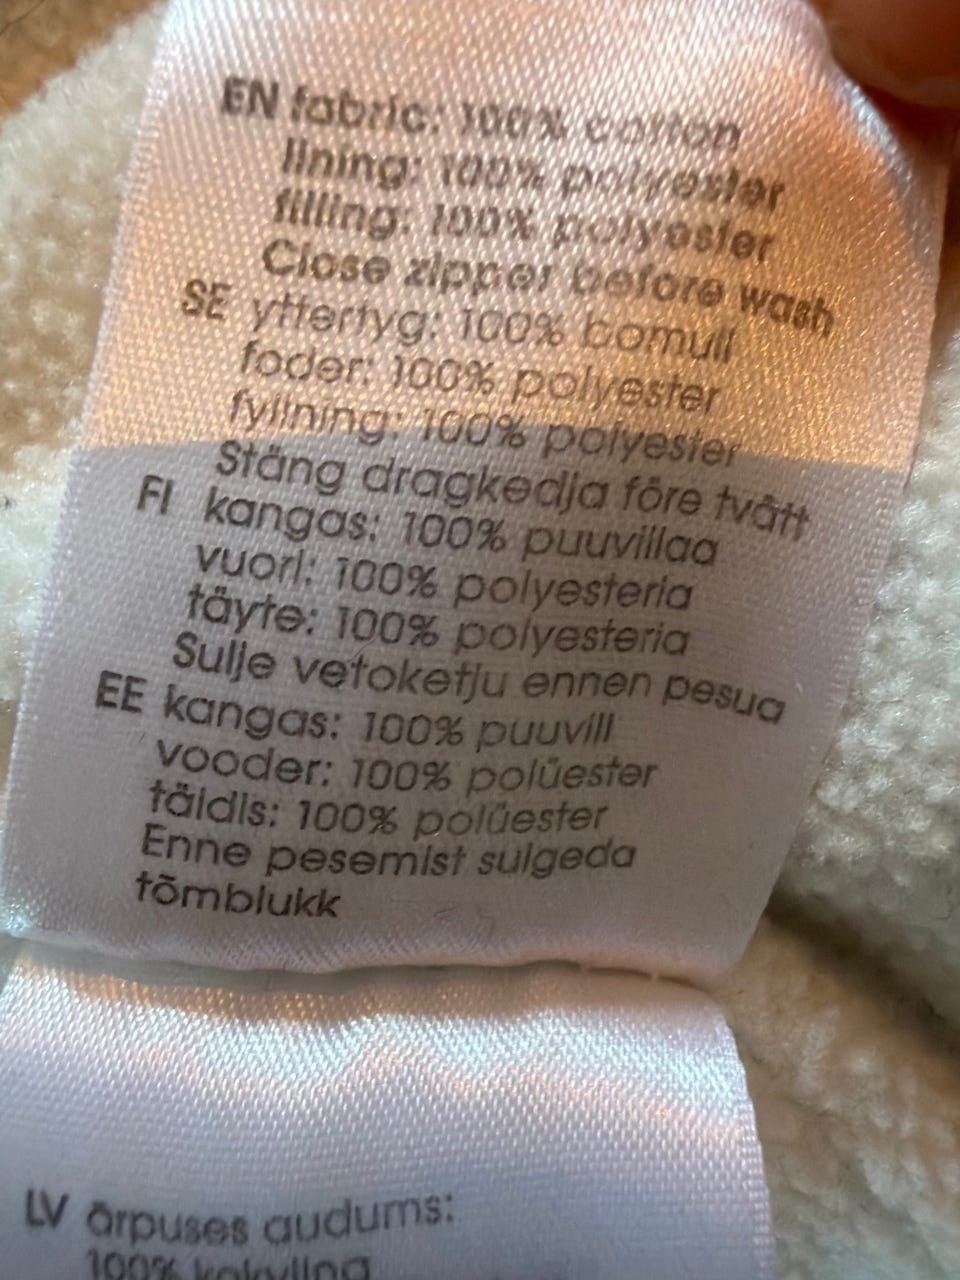 EN fabric: 100% cotton
lining: 100% polyester
filling: 100% polyester
Close zipper before wash
SE yttertyg: 100% bomull
foder: 100% polyester
fyllning: 100% polyester
Stäng dragkedja före tvätt
FI kangas: 100% puuvillaa
vuori: 100% polyesteria
täyte: 100% polyesteria
Sulje vetoketju ennen pesua
EE kangas: 100% puuvill
vooder: 100% polüester
täidis: 100% polüester
Enne pesemist sulgeda
tõmblukk
LV ārpuses audums:
100% kokvilna